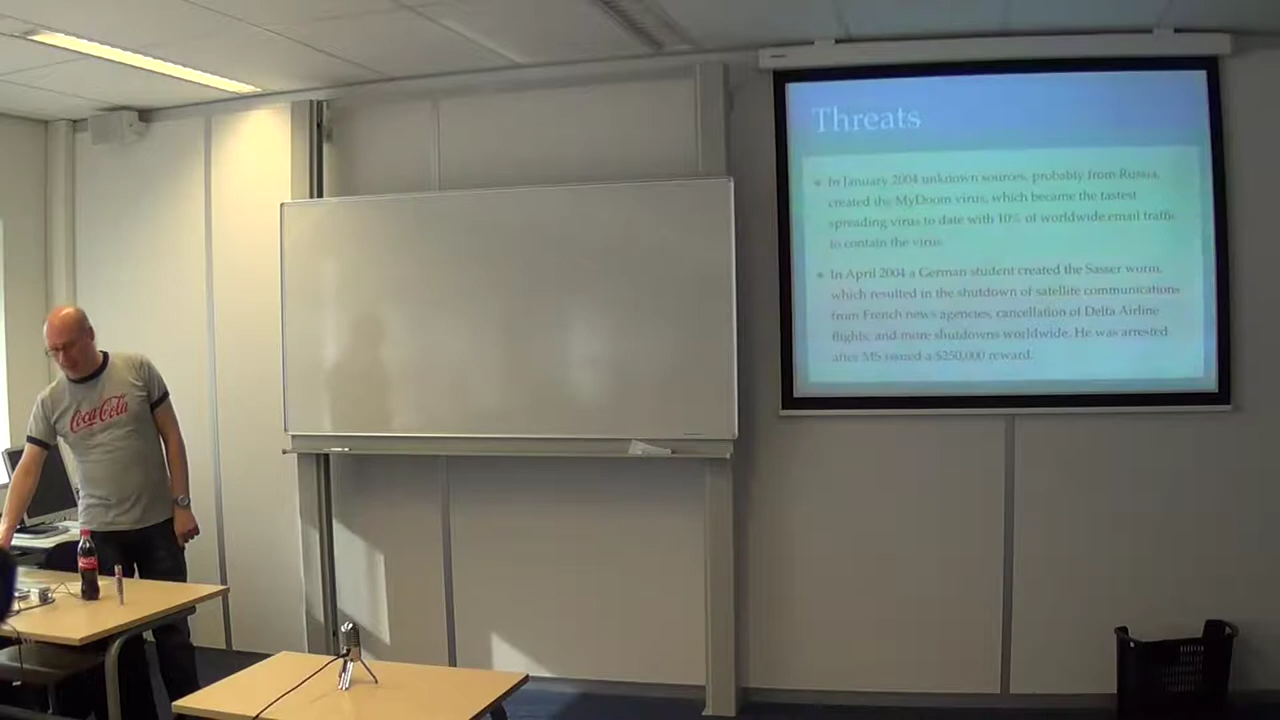 Threats
In January 2004 unknown sources, probably from Russia,
created the MyDoom virus, which became the fastest
spreading virus to date with 10% of worldwide email traffic
to contain the virus
In April 2004 a German student created the Sasser worm,
which resulted in the shutdown of satellite communications
from French news agencies, cancellation of Delta Airline
flights, and more shutdowns worldwide. He was arrested
after MS issued a $250,000 reward.
Coca-Cola